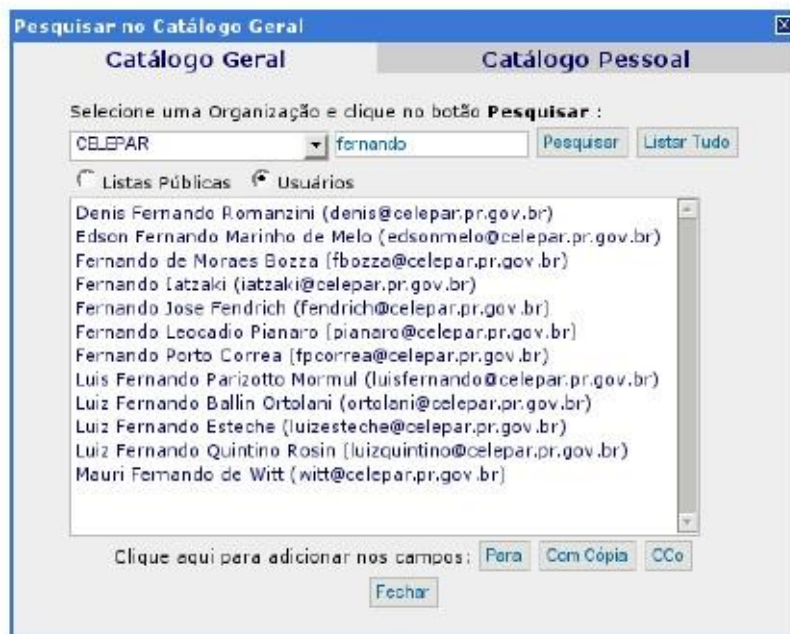 Pesquisar no Catálogo Geral
Catálogo Geral Catálogo Pessoal
Selecione uma Organização e clique no botão Pesquisar :
CELEPAR fernando Pesquisar Listar Tudo
Listas Públicas Usuários
Denis Fernando Romanzini (denis@celepar.pr.gov.br)
Edson Fernando Marinho de Melo (edsonmelo@celepar.pr.gov.br)
Fernando de Moraes Bozza (fbozza@celepar.pr.gov.br)
Fernando Iatzaki (iatzaki@celepar.pr.gov.br)
Fernando Jose Fendrich (fendrich@celepar.pr.gov.br)
Fernando Leocadio Pianaro (pianaro@celepar.pr.gov.br)
Fernando Porto Correa (fpcorrea@celepar.pr.gov.br)
Luis Fernando Parizotto Mormul (luisfernando@celepar.pr.gov.br)
Luiz Fernando Ballin Ortolani (ortolani@celepar.pr.gov.br)
Luiz Fernando Esteche (luizesteche@celepar.pr.gov.br)
Luiz Fernando Quintino Rosin (luizquintino@celepar.pr.gov.br)
Mauri Fernando de Witt (witt@celepar.pr.gov.br)
Clique aqui para adicionar nos campos: Para Com Cópia CCo
Fechar